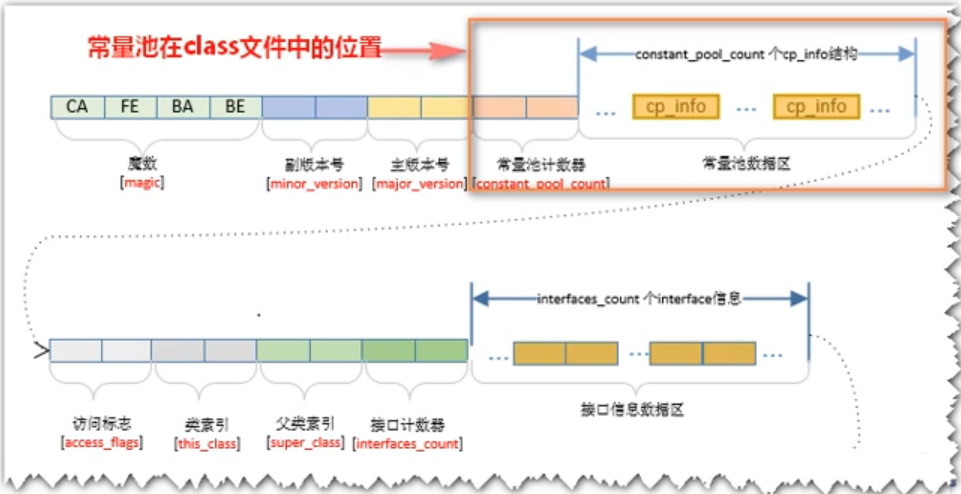 常量池在class文件中的位置
constant_pool_count 个cp_info结构
CA FE BA BE ... cp_info ... cp_info ...
魔数 副版本号 主版本号 常量池计数器 常量池数据区
[magic] [minor_version] [major_version] [constant_pool_count]
interfaces_count 个interface信息
... ... ...
访问标志 类索引 父类索引 接口计数器 接口信息数据区
[access_flags] [this_class] [super_class] [interfaces_count]